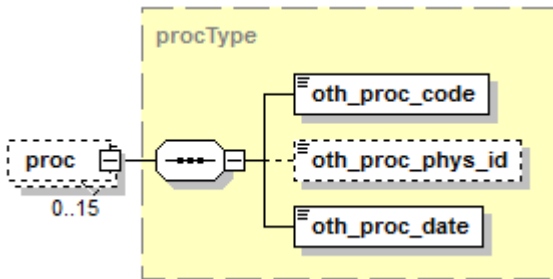 procType
oth_proc_code
proc
oth_proc_phys_id
0..15
oth_proc_date